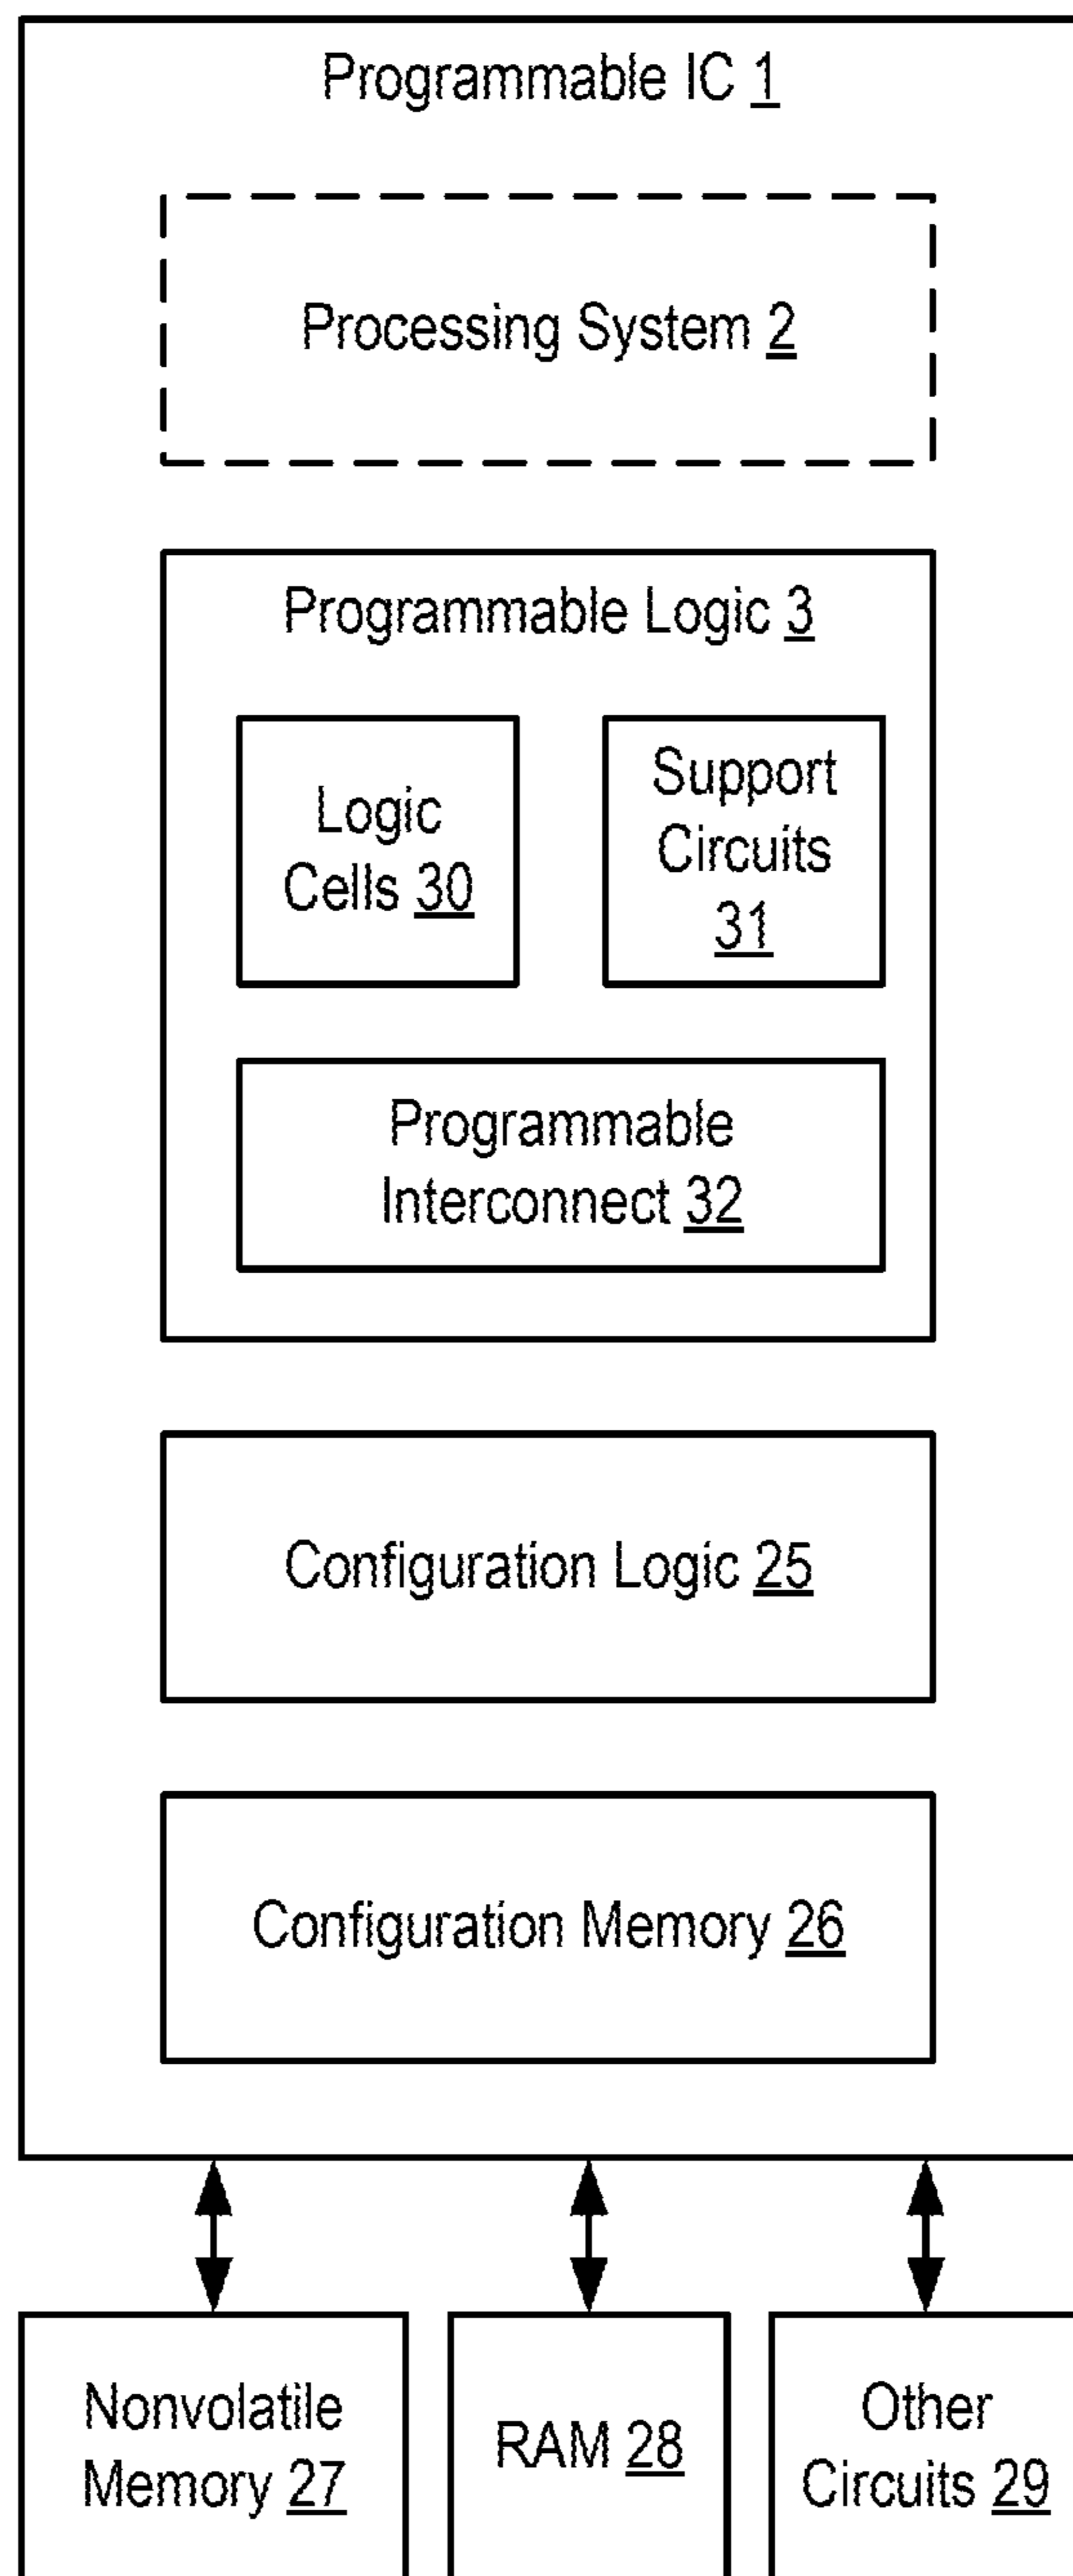 Programmable IC 1
Processing System 2
Programmable Logic 3
Logic
Cells 30
Support
Circuits
31
Programmable
Interconnect 32
Configuration Logic 25
Configuration Memory 26
Nonvolatile
Memory 27
RAM 28
Other
Circuits 29